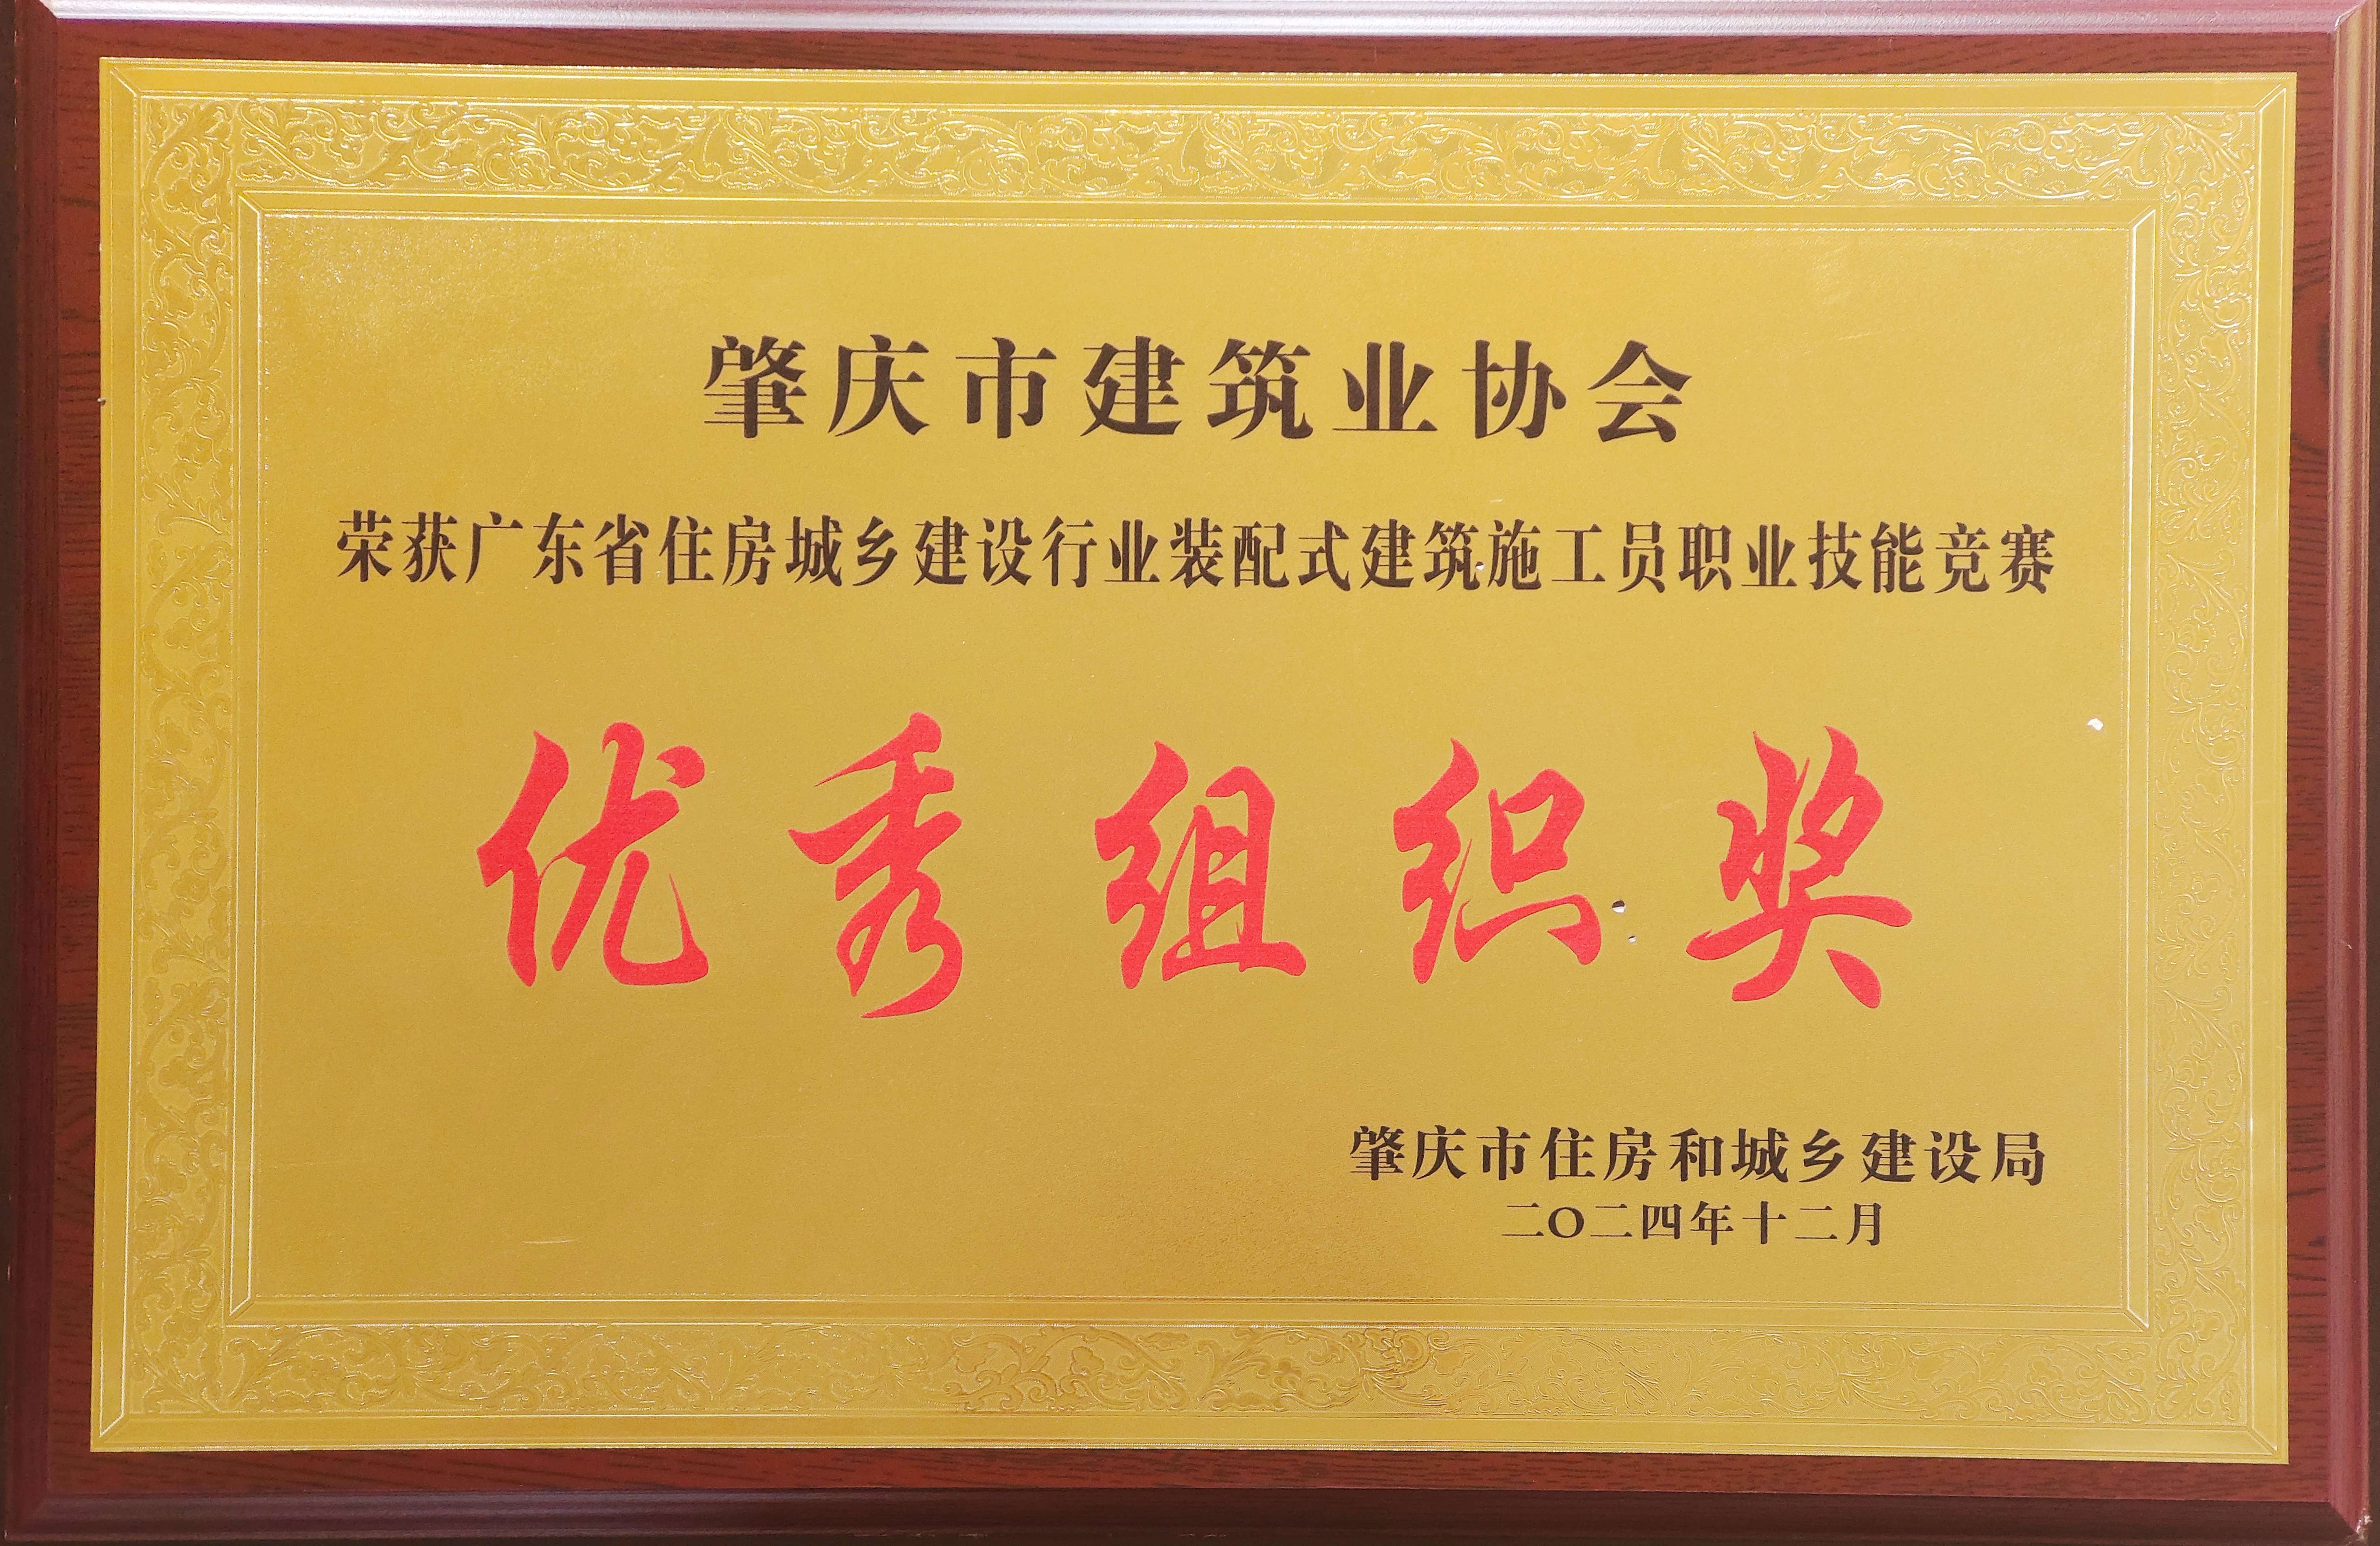 肇庆市建筑业协会
荣获广东省住房城乡建设行业装配式建筑施工员职业技能竞赛
优秀组织奖
肇庆市住房和城乡建设局
二〇二四年十二月